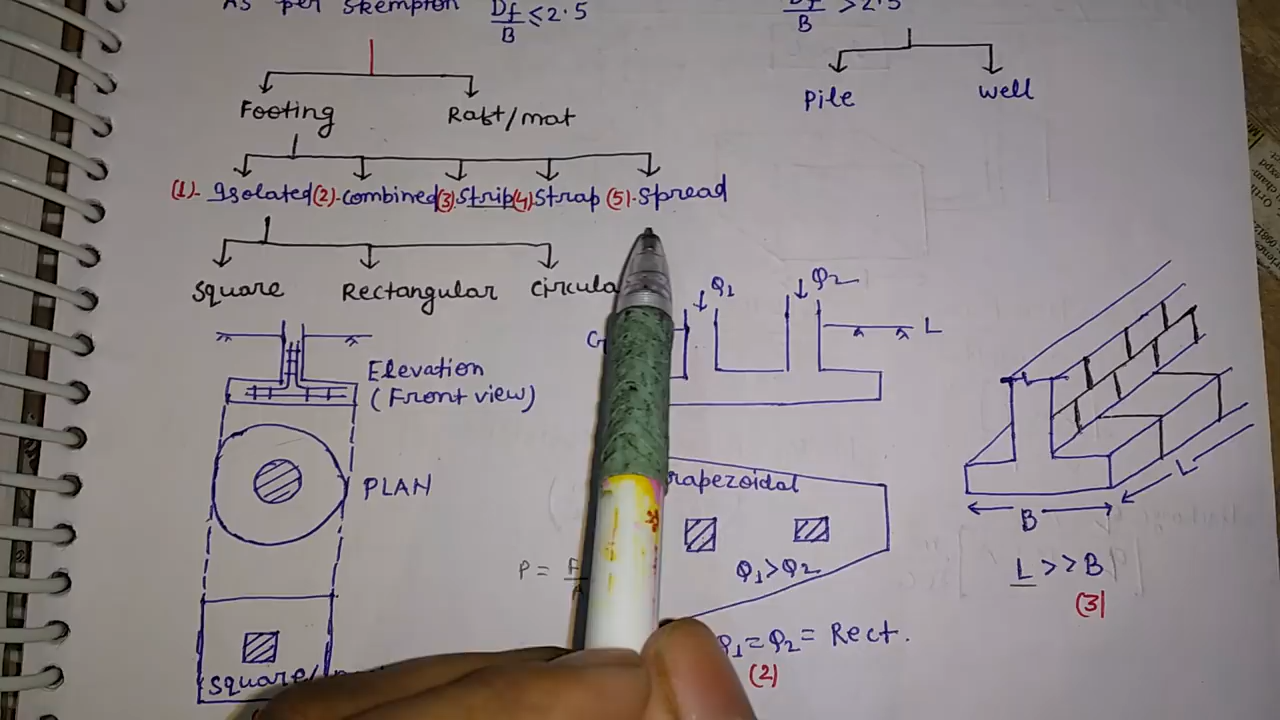 As per Skempton Df/B ≤ 2.5
Df/B > 2.5
Footing Raft/mat
Pile well
(1). Isolated (2). combined (3). Strip (4) Strap (5). Spread
Square Rectangular circula
Q1 Q2
G L
Elevation
(Front view)
PLAN
rapezoidal
P =
Q1 > Q2
Q1 = Q2 = Rect.
(2)
square/
B
L
L >> B
(3)